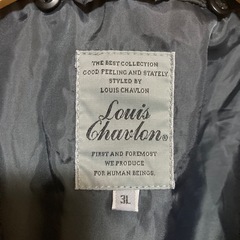 THE BEST COLLECTION
GOOD FEELING AND STATELY
STYLED BY
LOUIS CHAVLON
Louis
Chavlon®
FIRST AND FOREMOST
WE PRODUCE
FOR HUMAN BEINGS.
3L